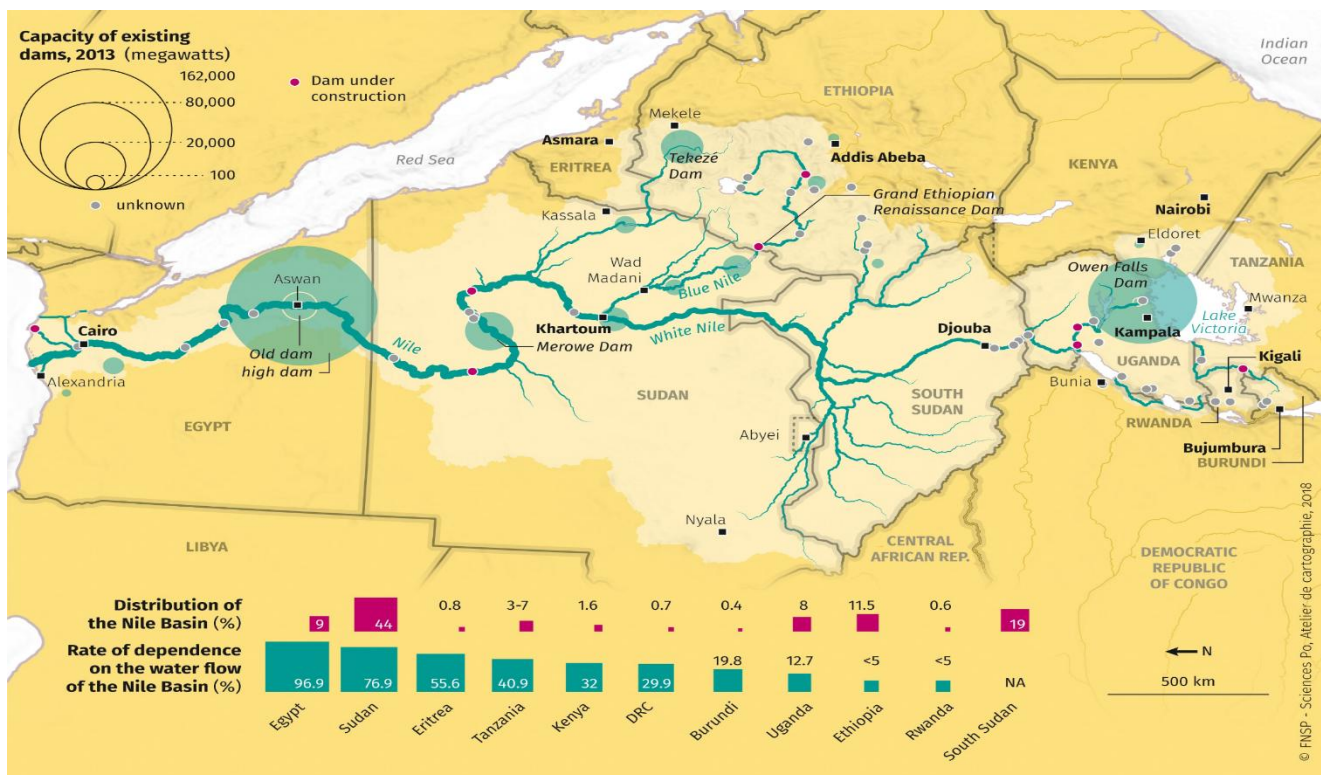 Capacity of existing
dams, 2013 (megawatts)
162,000
80,000
20,000
100
unknown
Dam under
construction
Indian
Ocean
Red Sea
ETHIOPIA
Mekele
Asmara
ERITREA
Tekeze
Dam
Addis Abeba
KENYA
Grand Ethiopian
Renaissance Dam
Kassala
Nairobi
Eldoret
TANZANIA
Wad
Madani
Blue Nile
Owen Falls
Dam
Mwanza
Aswan
Lake
Victoria
Cairo
Khartoum
White Nile
Djouba
Kampala
Old dam
high dam
Nile
Merowe Dam
UGANDA
Kigali
Alexandria
Bunia
SUDAN
SOUTH
SUDAN
RWANDA
EGYPT
Abyei
Bujumbura
BURUNDI
Nyala
LIBYA
CENTRAL
AFRICAN REP.
DEMOCRATIC
REPUBLIC
OF CONGO
Distribution of
the Nile Basin (%)
9 44 0.8 3-7 1.6 0.7 0.4 8 11.5 0.6 19
Rate of dependence
on the water flow
of the Nile Basin (%)
96.9 76.9 55.6 40.9 32 29.9 19.8 12.7 <5 <5 NA
Egypt Sudan Eritrea Tanzania Kenya DRC Burundi Uganda Ethiopia Rwanda South Sudan
N
500 km
© FNSP - Sciences Po, Atelier de cartographie, 2018